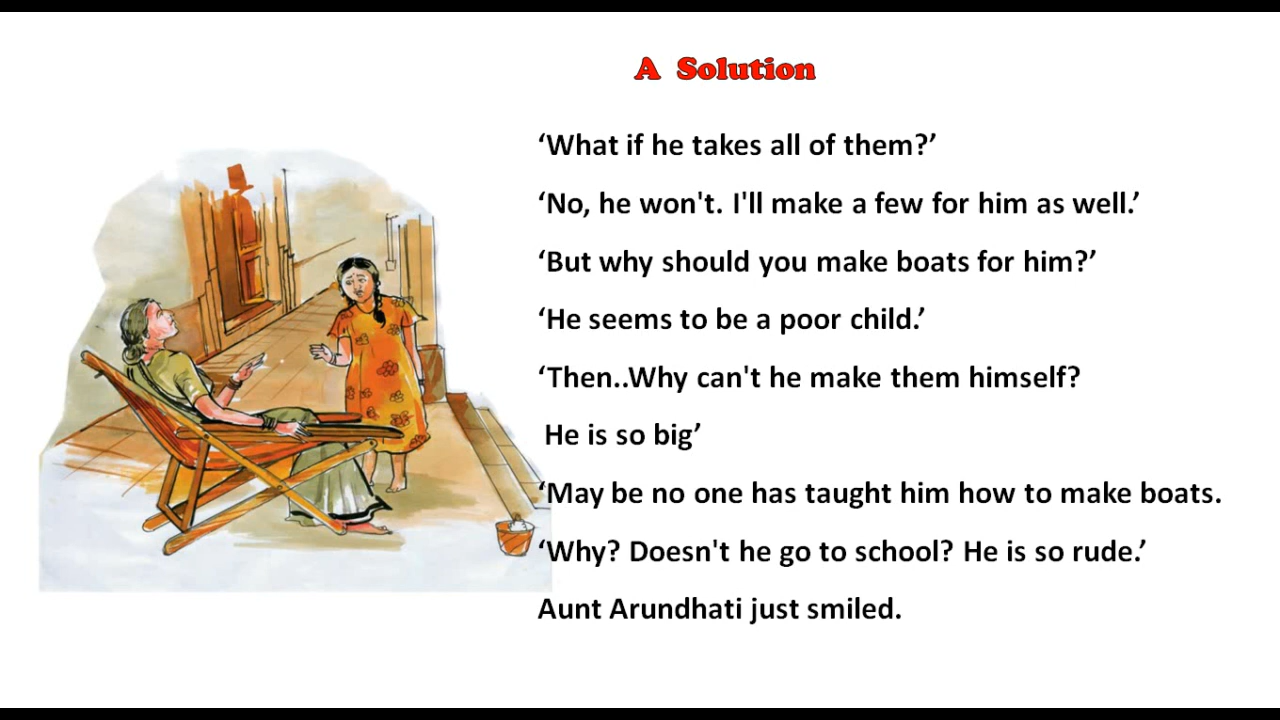 A Solution
‘What if he takes all of them?’
‘No, he won't. I'll make a few for him as well.’
‘But why should you make boats for him?’
‘He seems to be a poor child.’
‘Then..Why can't he make them himself?
He is so big’
‘May be no one has taught him how to make boats.
‘Why? Doesn't he go to school? He is so rude.’
Aunt Arundhati just smiled.